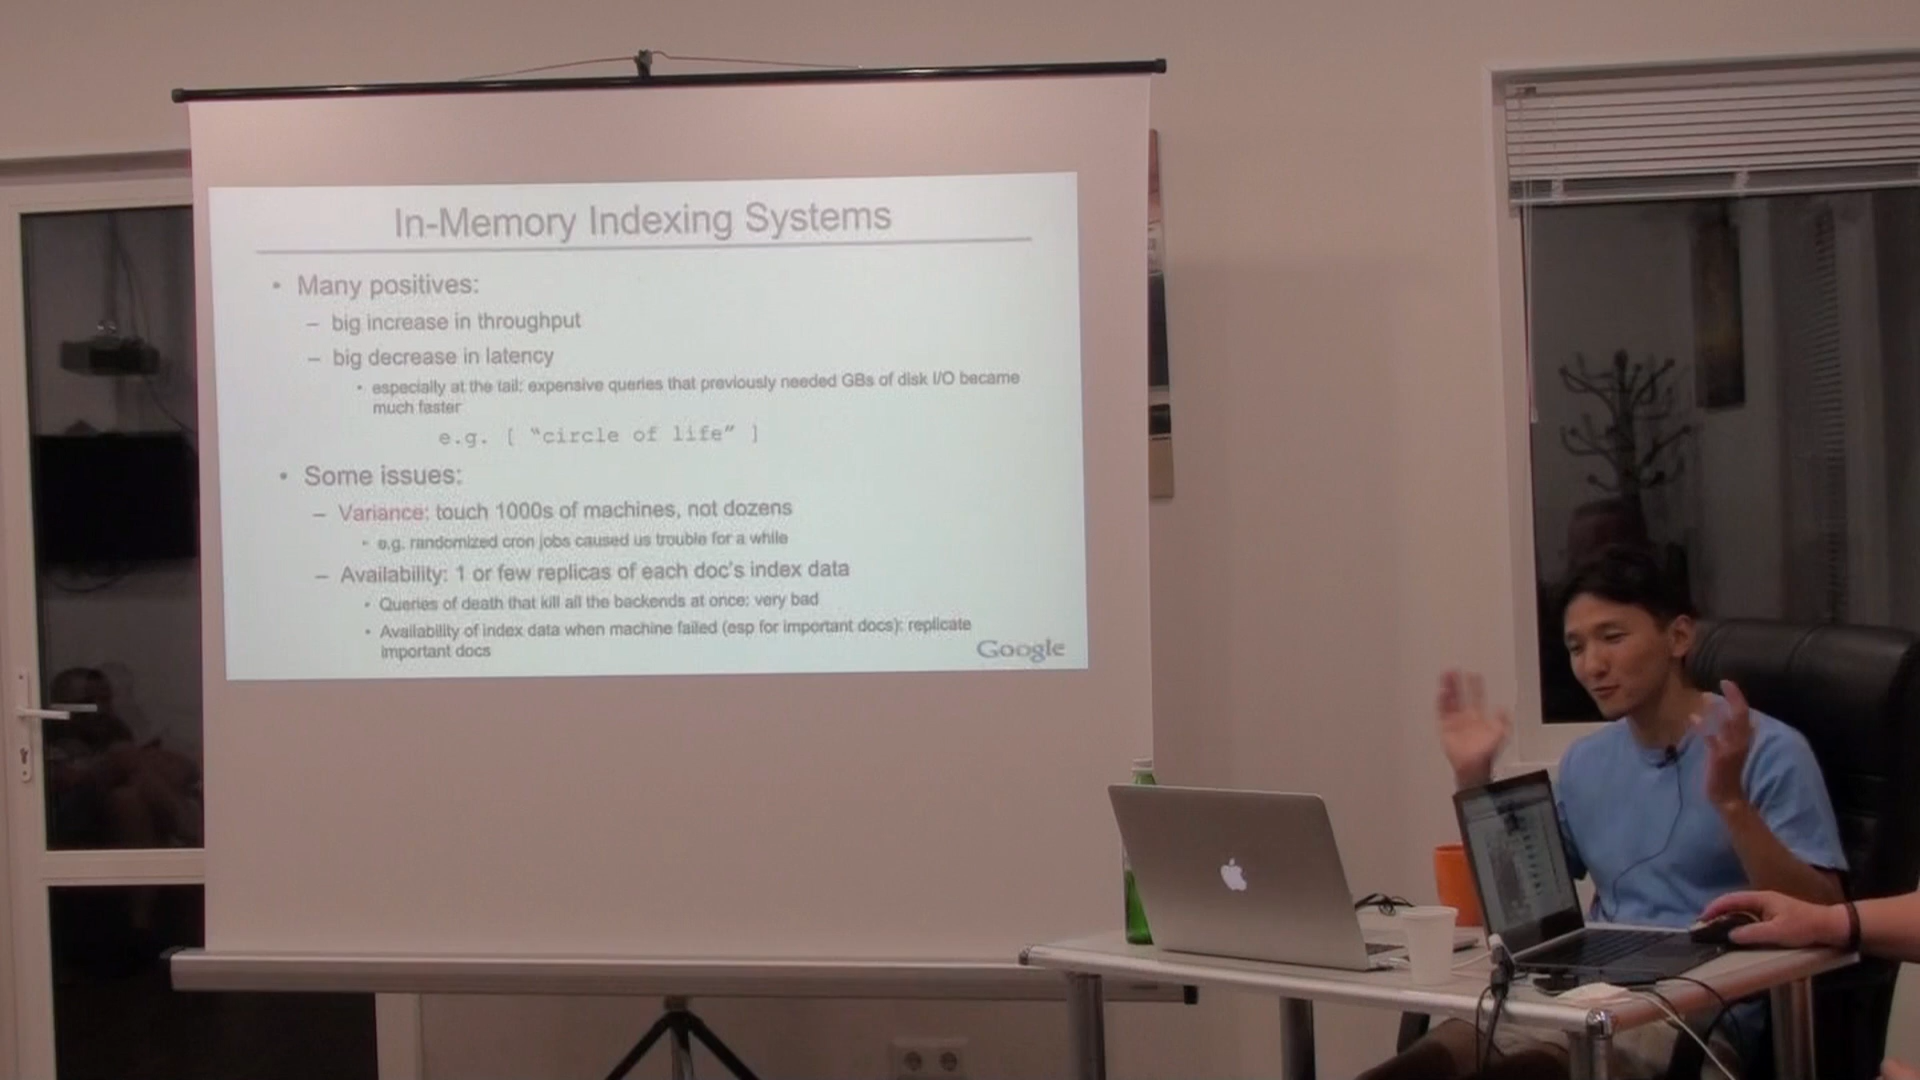 In-Memory Indexing Systems
• Many positives:
– big increase in throughput
– big decrease in latency
• especially at the tail: expensive queries that previously needed GBs of disk I/O became
much faster
e.g. [ “circle of life” ]
• Some issues:
– Variance: touch 1000s of machines, not dozens
• e.g. randomized cron jobs caused us trouble for a while
– Availability: 1 or few replicas of each doc's index data
• Queries of death that kill all the backends at once: very bad
• Availability of index data when machine failed (esp for important docs): replicate
important docs
Google